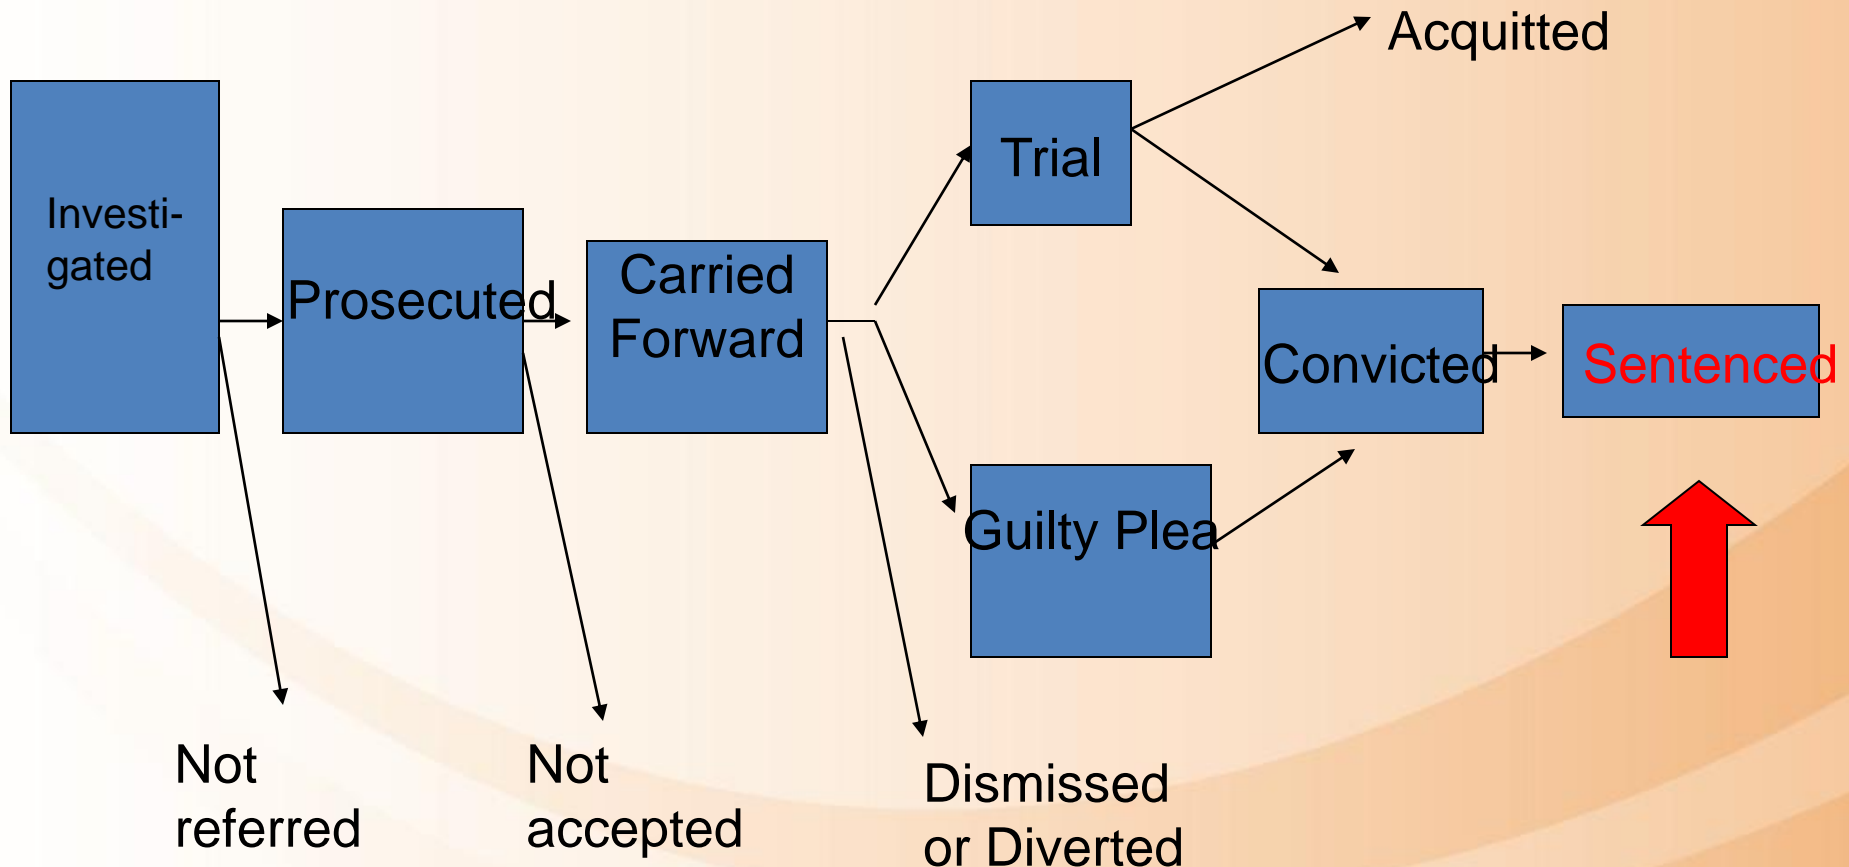 Acquitted
Investi-
gated
Prosecuted
Carried
Forward
Trial
Guilty Plea
Convicted
Sentenced
Not
referred
Not
accepted
Dismissed
or Diverted